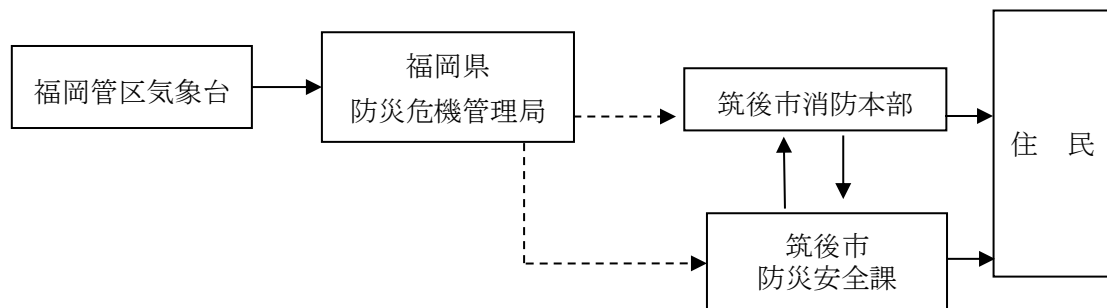 福岡管区気象台
福岡県
防災危機管理局
筑後市消防本部
住　民
筑後市
防災安全課